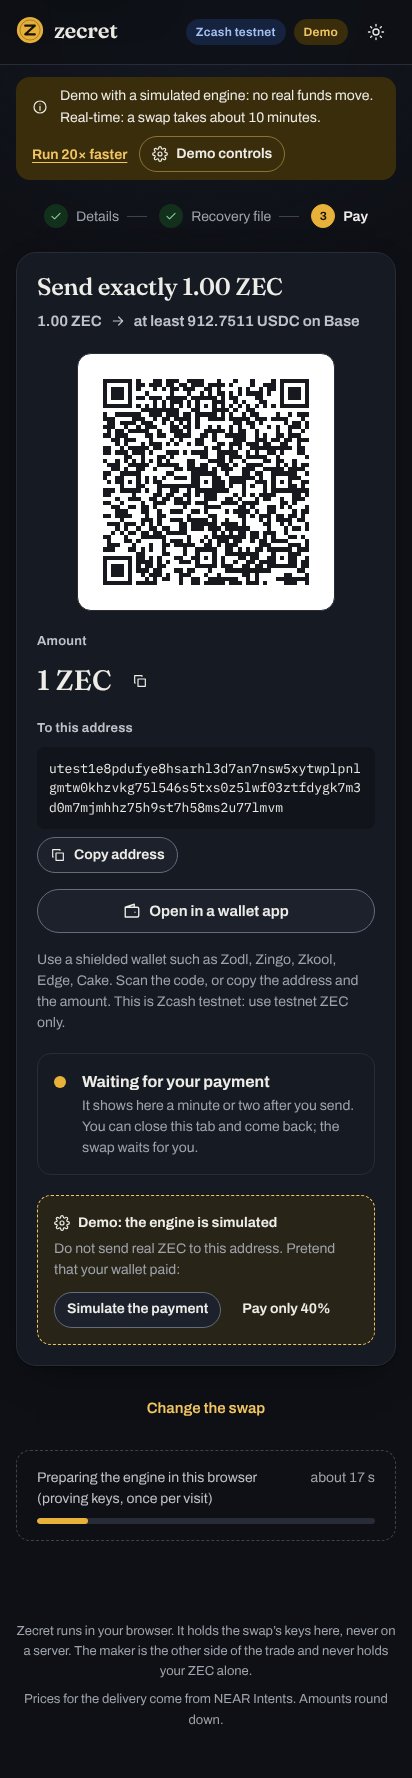 zecret
Zcash testnet
Demo
Demo with a simulated engine: no real funds move.
Real-time: a swap takes about 10 minutes.
Run 20× faster
Demo controls
Details
Recovery file
3
Pay
Send exactly 1.00 ZEC
1.00 ZEC → at least 912.7511 USDC on Base
Amount
1 ZEC
To this address
utest1e8pdufye8hsarhl3d7an7nsw5xytwplpnl
gmtw0khzvkg75l546s5txs0z5lwf03ztfdygk7m3
d0m7mjmhhz75h9st7h58ms2u77lmvm
Copy address
Open in a wallet app
Use a shielded wallet such as Zodl, Zingo, Zkool,
Edge, Cake. Scan the code, or copy the address and
the amount. This is Zcash testnet: use testnet ZEC
only.
Waiting for your payment
It shows here a minute or two after you send.
You can close this tab and come back; the
swap waits for you.
Demo: the engine is simulated
Do not send real ZEC to this address. Pretend
that your wallet paid:
Simulate the payment
Pay only 40%
Change the swap
Preparing the engine in this browser
(proving keys, once per visit)
about 17 s
Zecret runs in your browser. It holds the swap's keys here, never on
a server. The maker is the other side of the trade and never holds
your ZEC alone.
Prices for the delivery come from NEAR Intents. Amounts round
down.